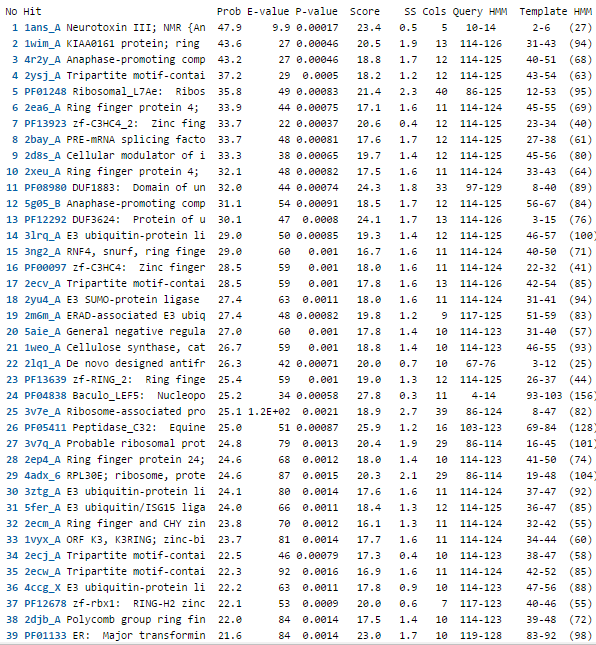 No Hit Prob E-value P-value Score SS Cols Query HMM Template HMM
1 1ans_A Neurotoxin III; NMR {An 47.9 9.9 0.00017 23.4 0.5 5 10-14 2-6 (27)
2 1wim_A KIAA0161 protein; ring 43.6 27 0.00046 20.5 1.9 13 114-126 31-43 (94)
3 4r2y_A Anaphase-promoting comp 43.2 27 0.00046 18.8 1.7 12 114-125 40-51 (68)
4 2ysj_A Tripartite motif-contai 37.2 29 0.0005 18.2 1.2 12 114-125 43-54 (63)
5 PF01248 Ribosomal_L7Ae: Ribos 35.8 49 0.00083 21.4 2.3 40 86-125 12-53 (95)
6 2ea6_A Ring finger protein 4; 33.9 44 0.00075 17.1 1.6 11 114-124 45-55 (69)
7 PF13923 zf-C3HC4_2: Zinc fing 33.7 22 0.00037 20.6 0.4 12 114-125 23-34 (40)
8 2bay_A PRE-mRNA splicing facto 33.7 48 0.00081 17.6 1.7 12 114-125 27-38 (61)
9 2d8s_A Cellular modulator of i 33.3 38 0.00065 19.7 1.4 12 114-125 45-56 (80)
10 2xeu_A Ring finger protein 4; 32.1 48 0.00082 17.5 1.6 11 114-124 33-43 (64)
11 PF08980 DUF1883: Domain of un 32.0 44 0.00074 24.3 1.8 33 97-129 8-40 (89)
12 5g05_B Anaphase-promoting comp 31.1 54 0.00091 18.5 1.7 12 114-125 56-67 (84)
13 PF12292 DUF3624: Protein of u 30.1 47 0.0008 24.1 1.7 13 114-126 3-15 (76)
14 3lrq_A E3 ubiquitin-protein li 29.0 50 0.00085 19.3 1.4 12 114-125 46-57 (100)
15 3ng2_A RNF4, snurf, ring finge 29.0 60 0.001 16.7 1.6 11 114-124 40-50 (71)
16 PF00097 zf-C3HC4: Zinc finger 28.5 59 0.001 18.0 1.6 11 114-124 22-32 (41)
17 2ecv_A Tripartite motif-contai 28.5 59 0.001 17.8 1.6 13 114-126 42-54 (85)
18 2yu4_A E3 SUMO-protein ligase 27.4 63 0.0011 18.0 1.6 11 114-124 31-41 (94)
19 2m6m_A ERAD-associated E3 ubiq 27.4 48 0.00082 19.8 1.2 9 117-125 51-59 (83)
20 5aie_A General negative regula 27.0 60 0.001 17.8 1.4 10 114-123 31-40 (57)
21 1weo_A Cellulose synthase, cat 26.7 59 0.001 18.8 1.4 10 114-123 46-55 (93)
22 2lq1_A De novo designed antifr 26.3 42 0.00071 20.0 0.7 10 67-76 3-12 (25)
23 PF13639 zf-RING_2: Ring finge 25.4 59 0.001 19.0 1.3 12 114-125 26-37 (44)
24 PF04838 Baculo_LEF5: Nucleopo 25.2 34 0.00058 27.8 0.3 11 4-14 93-103 (156)
25 3v7e_A Ribosome-associated pro 25.1 1.2E+02 0.0021 18.9 2.7 39 86-124 8-47 (82)
26 PF05411 Peptidase_C32: Equine 25.0 51 0.00087 25.9 1.2 16 103-123 69-84 (128)
27 3v7q_A Probable ribosomal prot 24.8 79 0.0013 20.4 1.9 29 86-114 16-45 (101)
28 2ep4_A Ring finger protein 24; 24.6 68 0.0012 18.0 1.4 10 114-123 41-50 (74)
29 4adx_6 RPL30E; ribosome, prote 24.6 87 0.0015 20.3 2.1 29 86-114 19-48 (104)
30 3ztg_A E3 ubiquitin-protein li 24.1 80 0.0014 17.6 1.6 11 114-124 37-47 (92)
31 5fer_A E3 ubiquitin/ISG15 liga 24.0 66 0.0011 18.4 1.3 12 114-125 36-47 (85)
32 2ecm_A Ring finger and CHY zin 23.8 70 0.0012 16.1 1.3 11 114-124 32-42 (55)
33 1vyx_A ORF K3, K3RING; zinc-bi 23.7 81 0.0014 17.7 1.6 11 114-124 34-44 (60)
34 2ecj_A Tripartite motif-contai 22.5 46 0.00079 17.3 0.4 10 114-123 38-47 (58)
35 2ecw_A Tripartite motif-contai 22.3 92 0.0016 16.9 1.6 11 114-124 42-52 (85)
36 4ccg_X E3 ubiquitin-protein li 22.2 63 0.0011 17.8 0.9 10 114-123 47-56 (88)
37 PF12678 zf-rbx1: RING-H2 zinc 22.1 53 0.0009 20.0 0.6 7 117-123 40-46 (55)
38 2djb_A Polycomb group ring fin 22.0 84 0.0014 17.5 1.4 10 114-123 39-48 (72)
39 PF01133 ER: Major transformin 21.6 84 0.0014 23.0 1.7 10 119-128 83-92 (98)